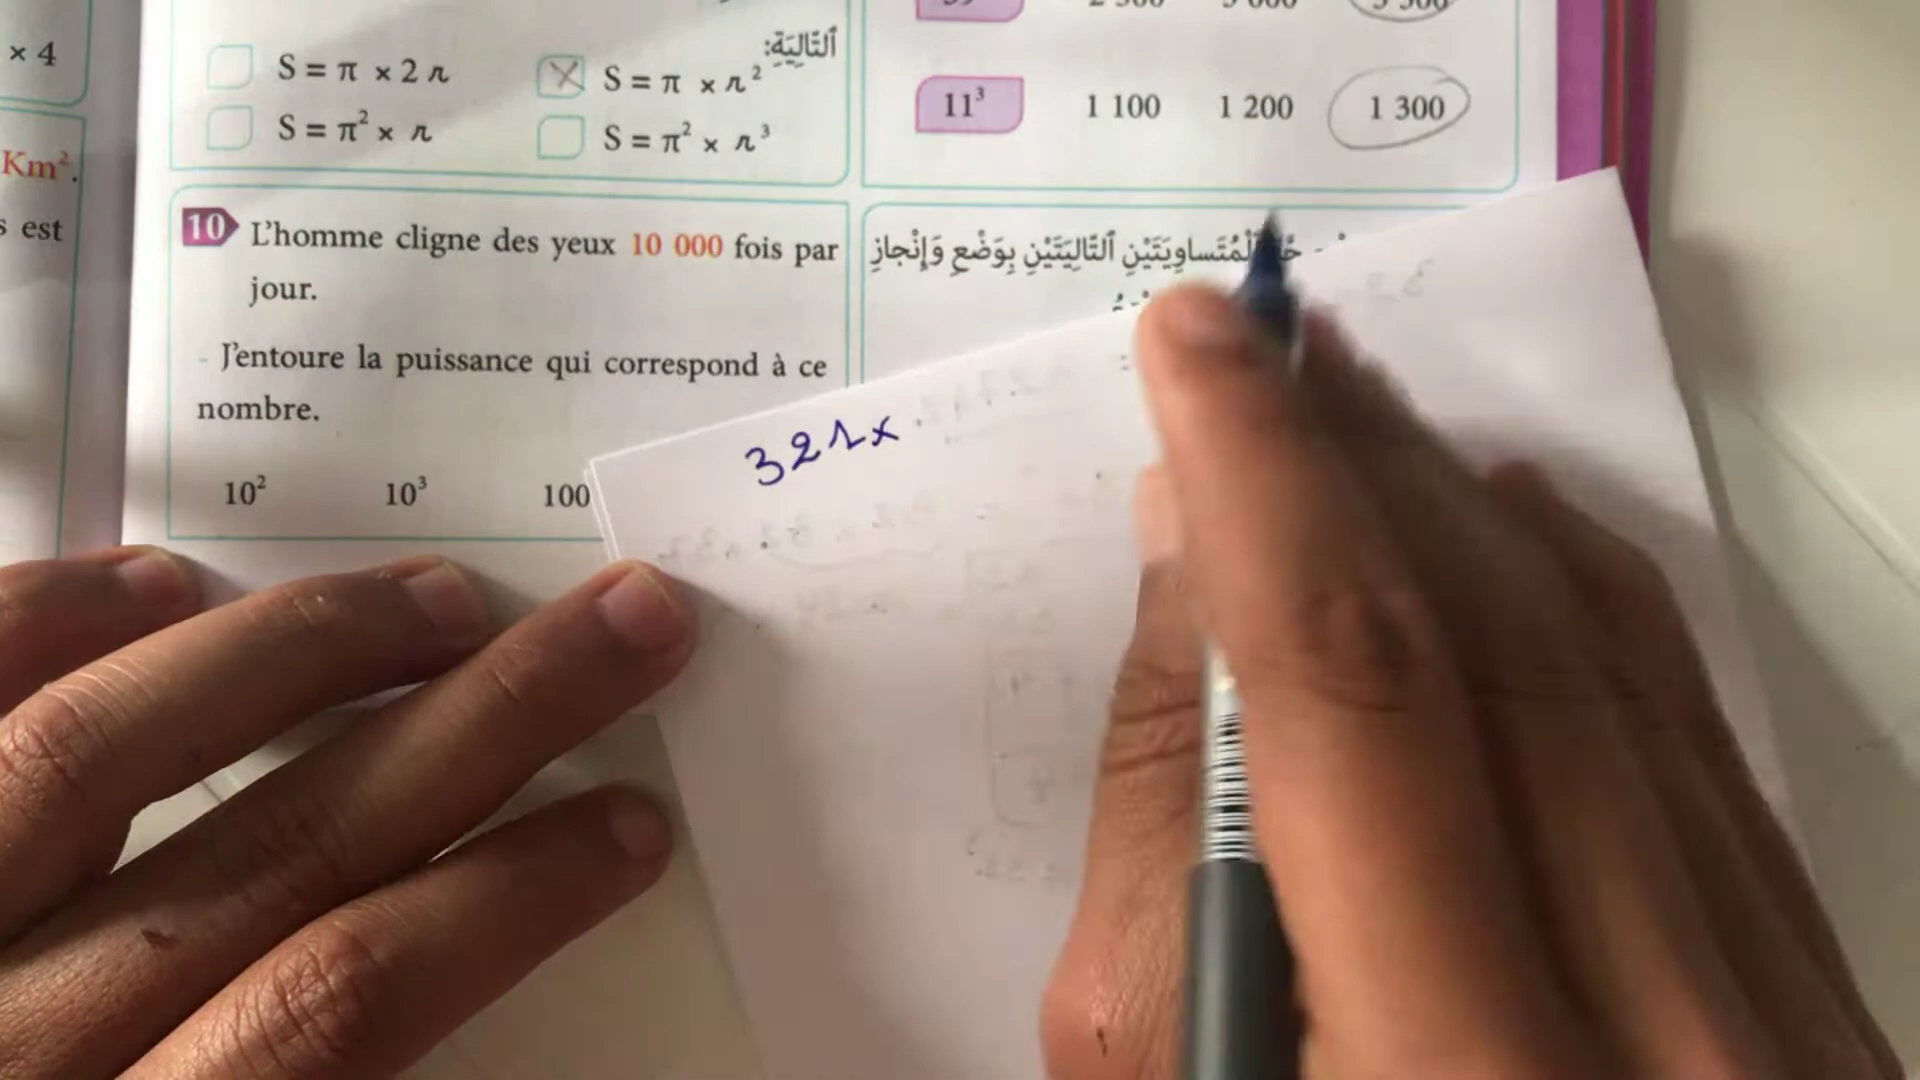 × 4
Km².
est
التَّالِيَةِ:
S = π × 2 r
S = π × r²
S = π² × r
S = π² × r³
11³ 1 100 1 200 1 300
10 L'homme cligne des yeux 10 000 fois par
jour.
- J'entoure la puissance qui correspond à ce
nombre.
10² 10³ 100
ٱلْمُتَساوِيَتَيْنِ ٱلتّالِيَتَيْنِ بِوَضْعِ وَإِنْجازِ
321x